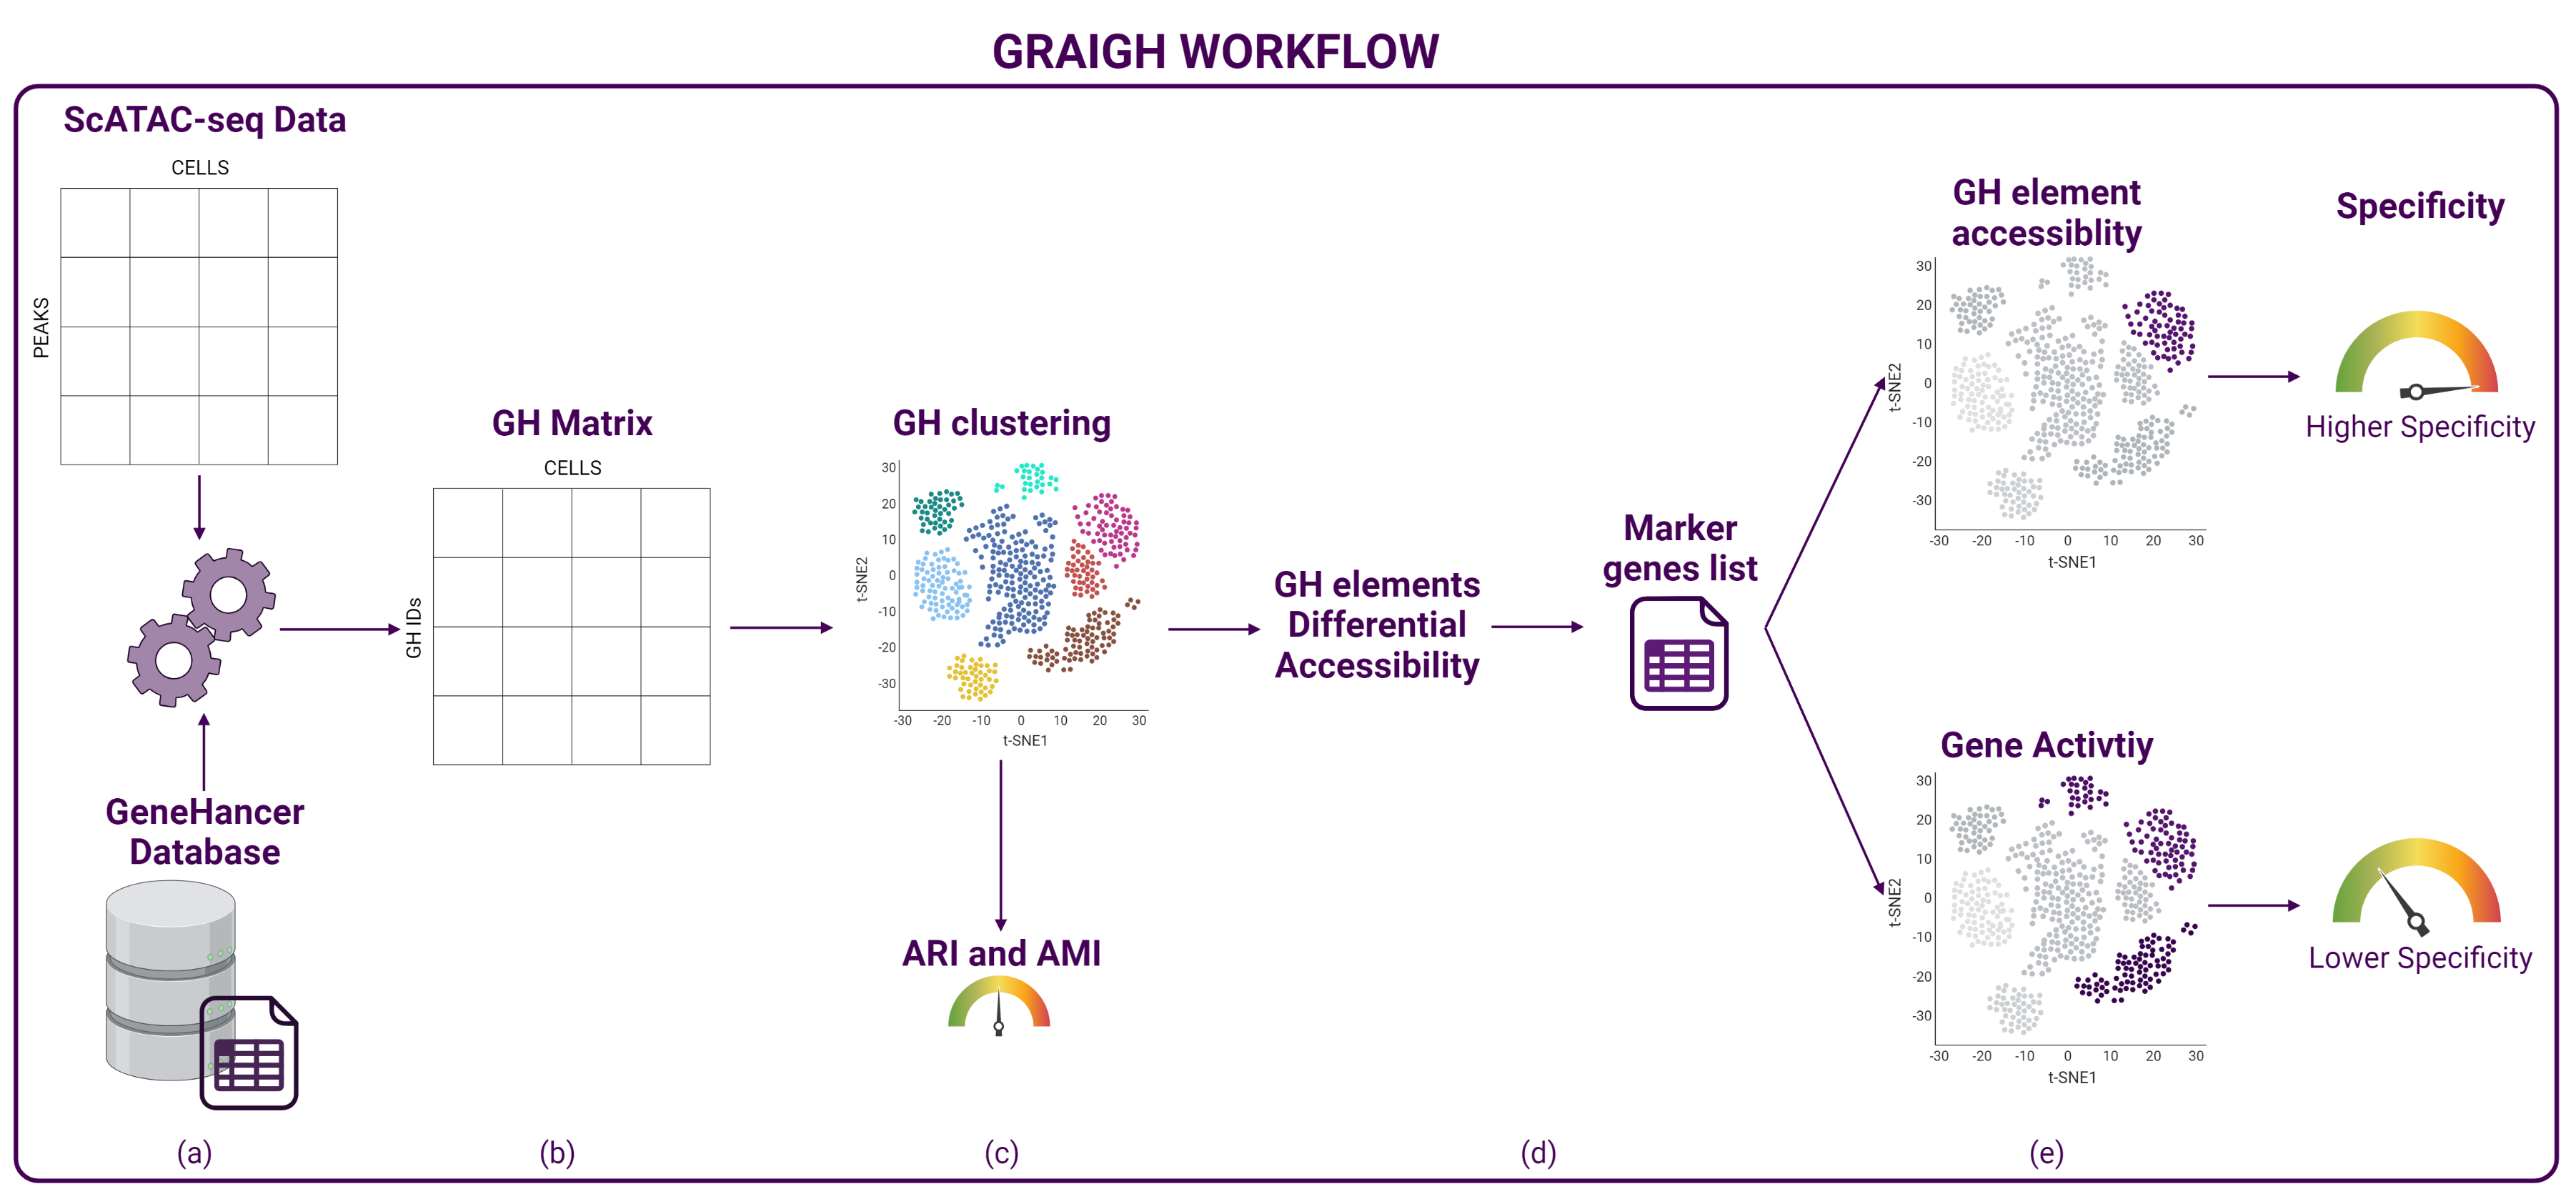 GRAIGH WORKFLOW
ScATAC-seq Data
CELLS
PEAKS
GeneHancer
Database
(a)
GH Matrix
CELLS
GH IDs
(b)
GH clustering
30
20
10
0
-10
-20
-30
t-SNE2
-30 -20 -10 0 10 20 30
t-SNE1
ARI and AMI
(c)
GH elements
Differential
Accessibility
Marker
genes list
(d)
GH element
accessiblity
30
20
10
0
-10
-20
-30
t-SNE2
-30 -20 -10 0 10 20 30
t-SNE1
Specificity
Higher Specificity
Gene Activtiy
30
20
10
0
-10
-20
-30
t-SNE2
-30 -20 -10 0 10 20 30
t-SNE1
Lower Specificity
(e)